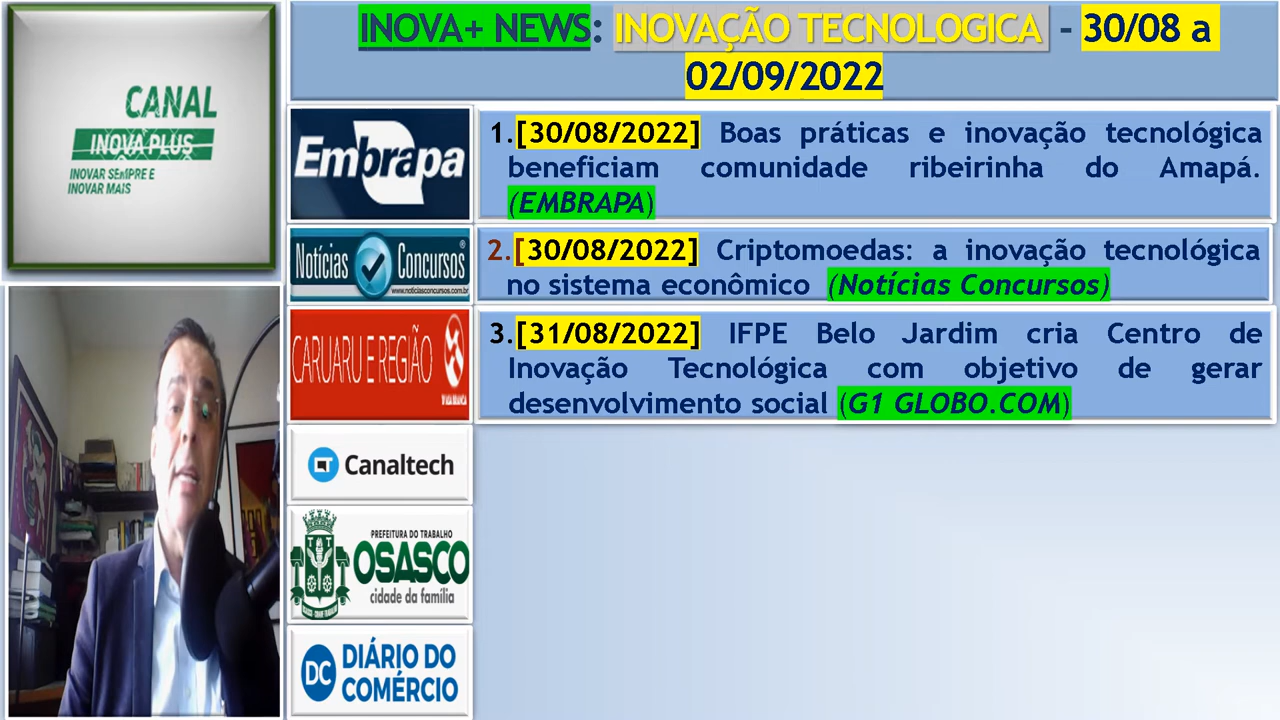 CANAL
INOVA PLUS
INOVAR SEMPRE E
INOVAR MAIS
INOVA+ NEWS: INOVAÇÃO TECNOLOGICA - 30/08 a
02/09/2022
Embrapa
1.[30/08/2022] Boas práticas e inovação tecnológica
beneficiam comunidade ribeirinha do Amapá.
(EMBRAPA)
Notícias Concursos®
www.noticiasconcursos.com.br
2.[30/08/2022] Criptomoedas: a inovação tecnológica
no sistema econômico (Notícias Concursos)
CARUARU E REGIÃO
3.[31/08/2022] IFPE Belo Jardim cria Centro de
Inovação Tecnológica com objetivo de gerar
desenvolvimento social (G1 GLOBO.COM)
Canaltech
PREFEITURA DO TRABALHO
OSASCO
cidade da família
DC DIÁRIO DO
COMÉRCIO